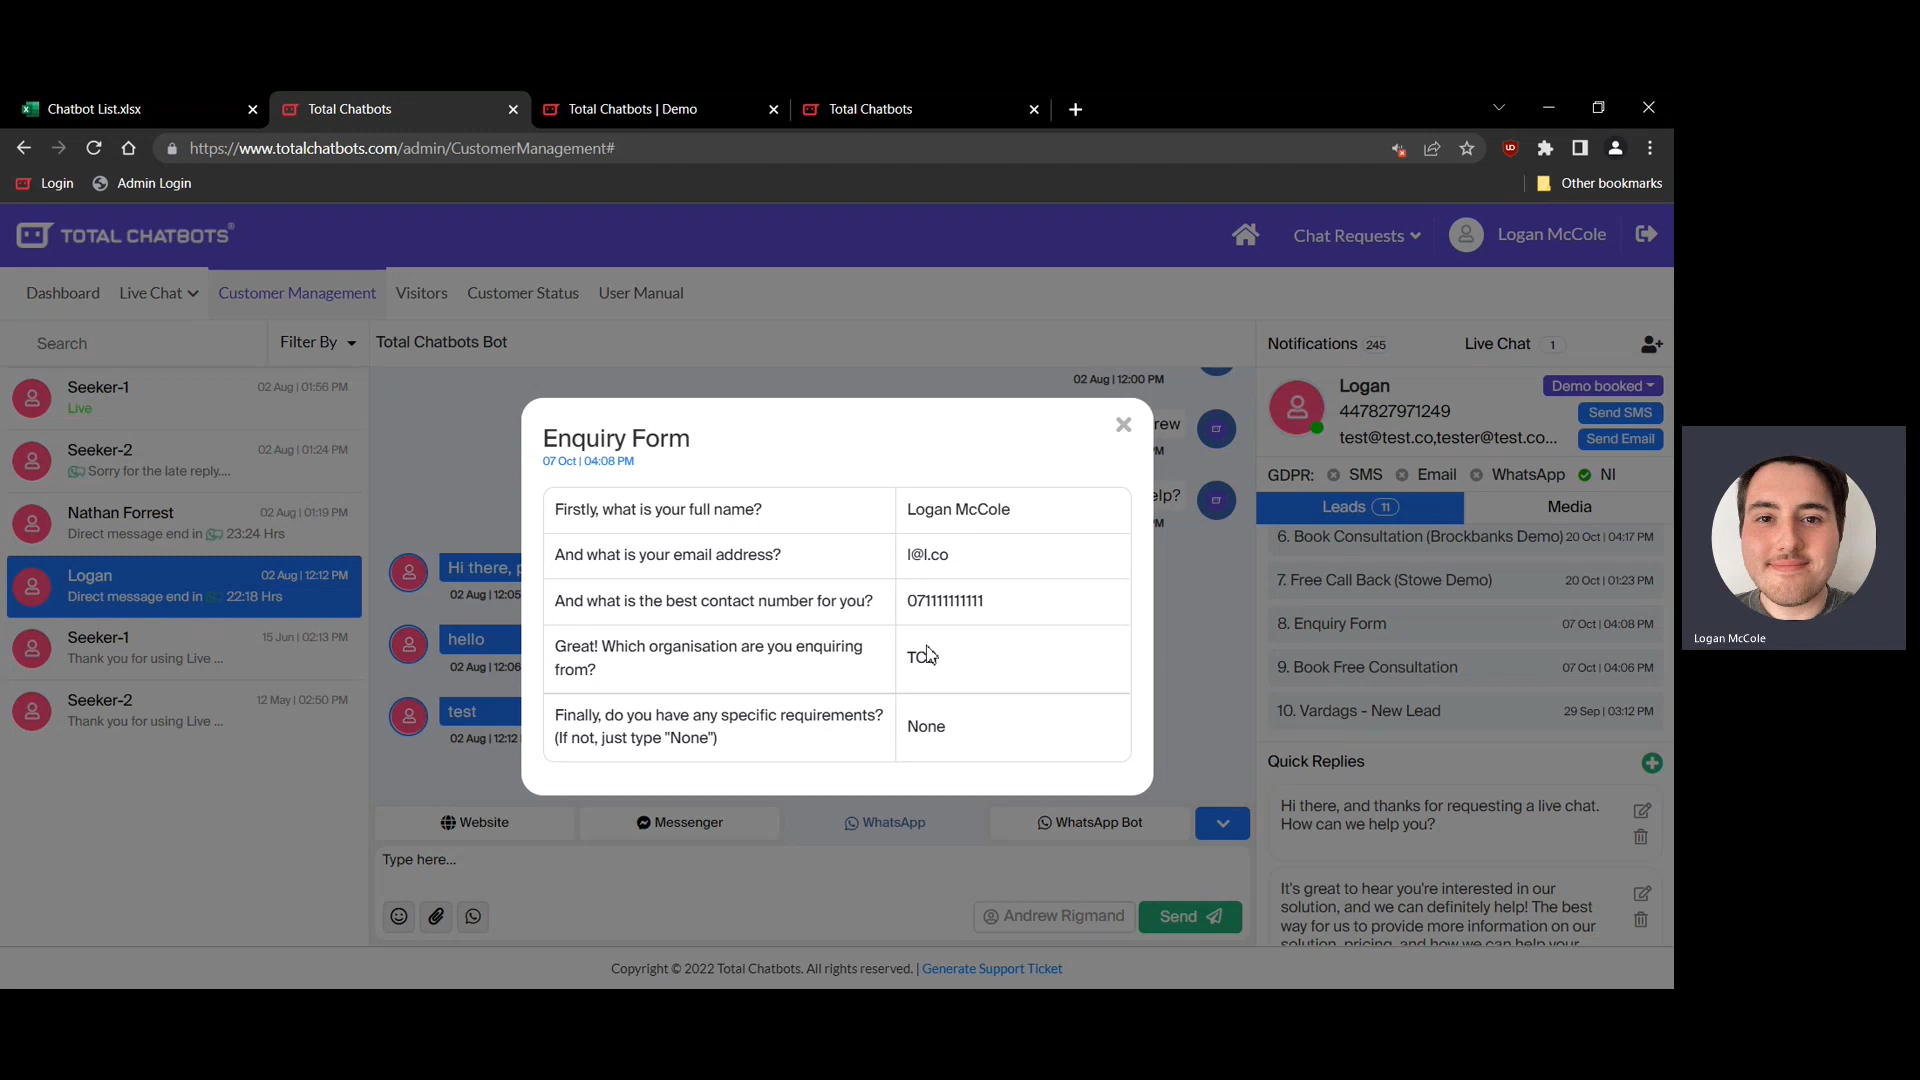 Chatbot List.xlsx
Total Chatbots
Total Chatbots | Demo
Total Chatbots
https://www.totalchatbots.com/admin/CustomerManagement#
Login
Admin Login
Other bookmarks
TOTAL CHATBOTS®
Chat Requests
Logan McCole
Dashboard
Live Chat
Customer Management
Visitors
Customer Status
User Manual
Search
Filter By
Total Chatbots Bot
Notifications 245
Live Chat 1
Seeker-1
02 Aug | 01:56 PM
Live
Seeker-2
02 Aug | 01:24 PM
Sorry for the late reply....
Nathan Forrest
02 Aug | 01:19 PM
Direct message end in 23:24 Hrs
Logan
02 Aug | 12:12 PM
Direct message end in 22:18 Hrs
Seeker-1
15 Jun | 02:13 PM
Thank you for using Live ...
Seeker-2
12 May | 02:50 PM
Thank you for using Live ...
02 Aug | 12:00 PM
rew
elp?
Hi there, p
02 Aug | 12:05
hello
02 Aug | 12:06
test
02 Aug | 12:12
Enquiry Form
07 Oct | 04:08 PM
Firstly, what is your full name?
Logan McCole
And what is your email address?
l@l.co
And what is the best contact number for you?
071111111111
Great! Which organisation are you enquiring
from?
Finally, do you have any specific requirements?
(If not, just type "None")
None
Website
Messenger
WhatsApp
WhatsApp Bot
Type here...
Andrew Rigmand
Send
Logan
Demo booked
447827971249
Send SMS
test@test.co,tester@test.co...
Send Email
GDPR:
SMS
Email
WhatsApp
NI
Leads 11
Media
6. Book Consultation (Brockbanks Demo) 20 Oct | 04:17 PM
7. Free Call Back (Stowe Demo) 20 Oct | 01:23 PM
8. Enquiry Form 07 Oct | 04:08 PM
9. Book Free Consultation 07 Oct | 04:06 PM
10. Vardags - New Lead 29 Sep | 03:12 PM
Quick Replies
Hi there, and thanks for requesting a live chat.
How can we help you?
It's great to hear you're interested in our
solution, and we can definitely help! The best
way for us to provide more information on our
solution, pricing, and how we can help your
Copyright © 2022 Total Chatbots. All rights reserved. | Generate Support Ticket
Logan McCole